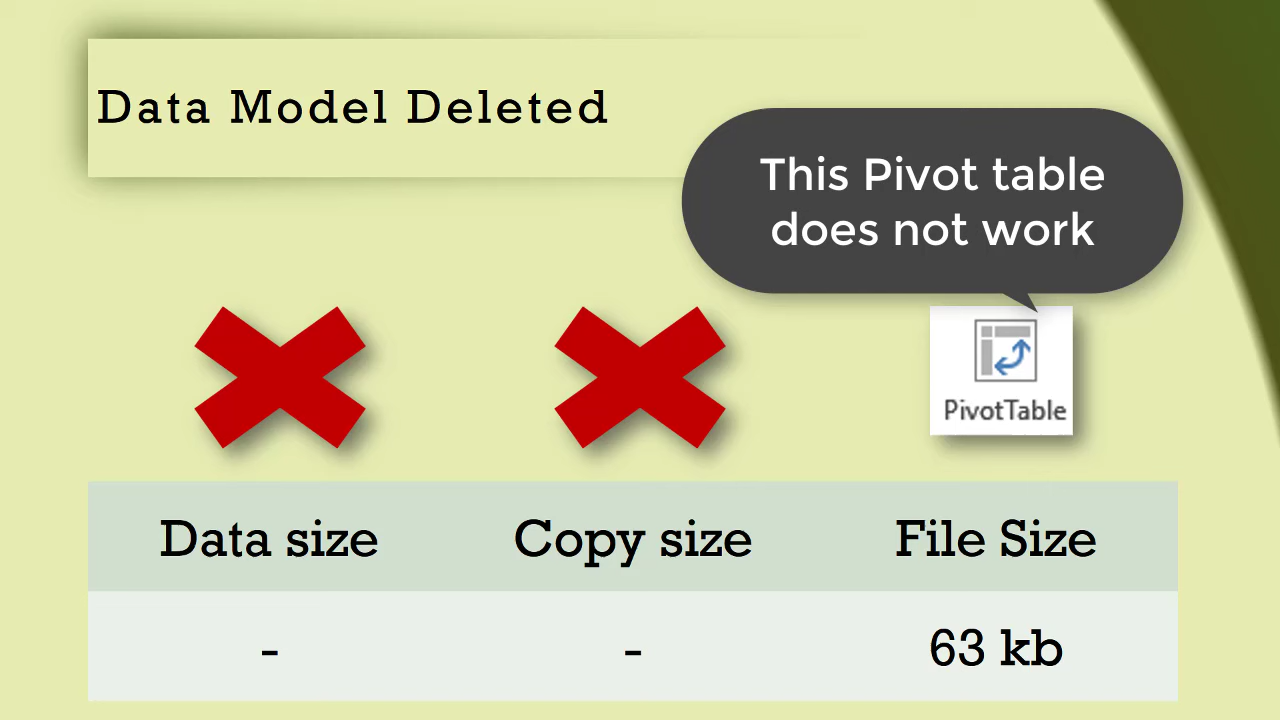 Data Model Deleted
This Pivot table
does not work
PivotTable
Data size Copy size File Size
- - 63 kb